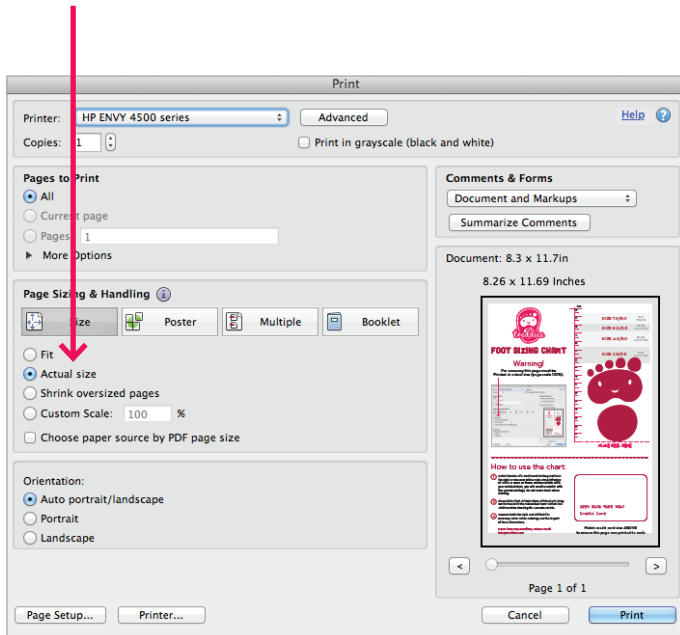 Print
Printer: HP ENVY 4500 series Advanced Help ?
Copies: 1 Print in grayscale (black and white)
Pages to Print
All
Current page
Pages 1
More Options
Comments & Forms
Document and Markups
Summarize Comments
Page Sizing & Handling
Size Poster Multiple Booklet
Fit
Actual size
Shrink oversized pages
Custom Scale: 100 %
Choose paper source by PDF page size
Orientation:
Auto portrait/landscape
Portrait
Landscape
Document: 8.3 x 11.7in
8.26 x 11.69 Inches
FOOT SIZING CHART
Warning!
How to use the chart:
Credit Card
< >
Page 1 of 1
Page Setup... Printer... Cancel Print